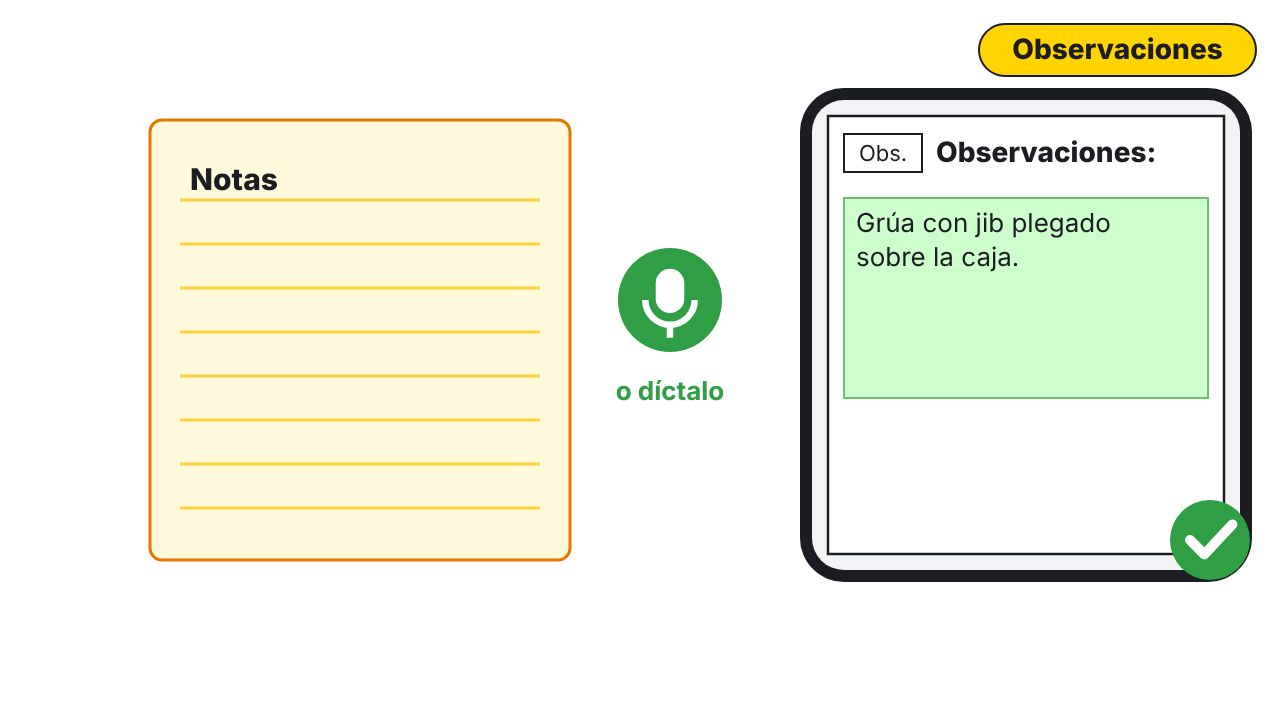 Observaciones
Notas
o díctalo
Obs. Observaciones:
Grúa con jib plegado
sobre la caja.